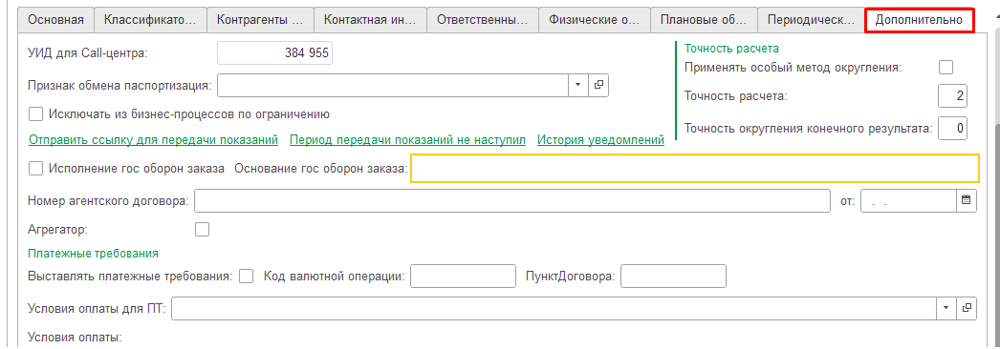 Основная Классификато... Контрагенты ... Контактная ин... Ответственны... Физические о... Плановые об... Периодическ... Дополнительно
УИД для Call-центра: 384 955
Признак обмена паспортизация:
Исключать из бизнес-процессов по ограничению
Точность расчета
Применять особый метод округления:
Точность расчета: 2
Точность округления конечного результата: 0
Отправить ссылку для передачи показаний Период передачи показаний не наступил История уведомлений
Исполнение гос оборон заказа Основание гос оборон заказа:
Номер агентского договора: от: . .
Агрегатор:
Платежные требования
Выставлять платежные требования: Код валютной операции: ПунктДоговора:
Условия оплаты для ПТ:
Условия оплаты: